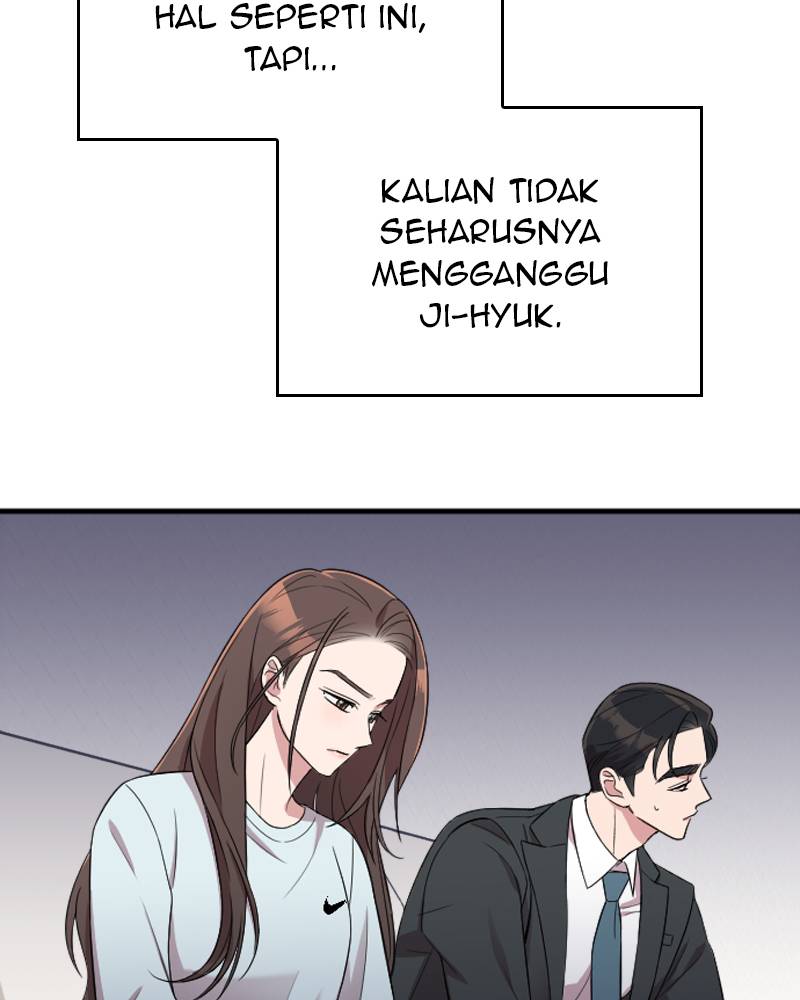 HAL SEPERTI INI,
TAPI...
KALIAN TIDAK
SEHARUSNYA
MENGGANGGU
JI-HYUK.